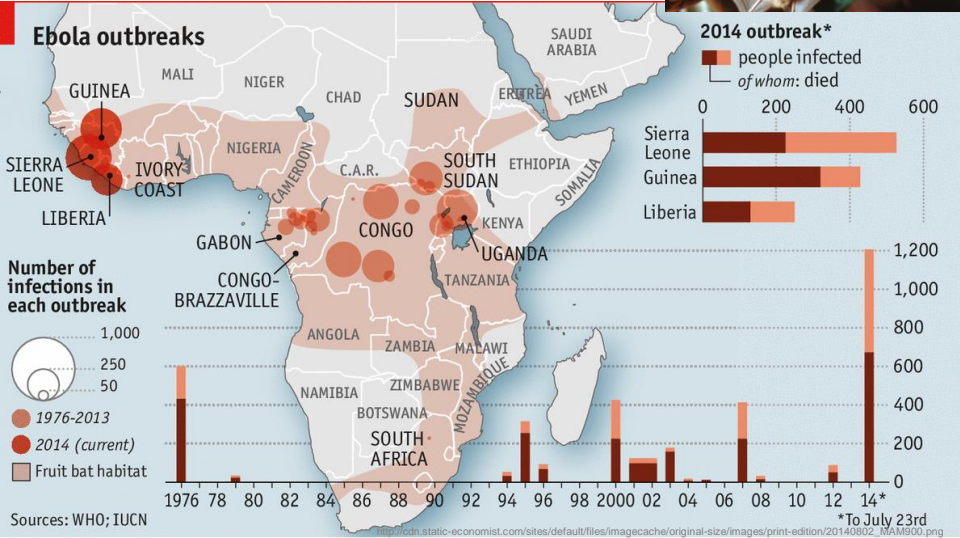 Ebola outbreaks
GUINEA
SIERRA
LEONE
LIBERIA
IVORY
COAST
MALI
NIGER
CHAD
SUDAN
ERITREA
SAUDI
ARABIA
YEMEN
NIGERIA
CAMEROON
C.A.R.
SOUTH
SUDAN
ETHIOPIA
SOMALIA
GABON
CONGO-
BRAZZAVILLE
CONGO
KENYA
UGANDA
TANZANIA
ANGOLA
ZAMBIA
MALAWI
MOZAMBIQUE
NAMIBIA
ZIMBABWE
BOTSWANA
SOUTH
AFRICA
Number of
infections in
each outbreak
1,000
250
50
1976-2013
2014 (current)
Fruit bat habitat
Sources: WHO; IUCN
2014 outbreak*
people infected
of whom: died
0 200 400 600
Sierra
Leone
Guinea
Liberia
1,200
1,000
800
600
400
200
0
1976 78 80 82 84 86 88 90 92 94 96 98 2000 02 04 06 08 10 12 14*
*To July 23rd
http://cdn.static-economist.com/sites/default/files/imagecache/original-size/images/print-edition/20140802_MAM900.png